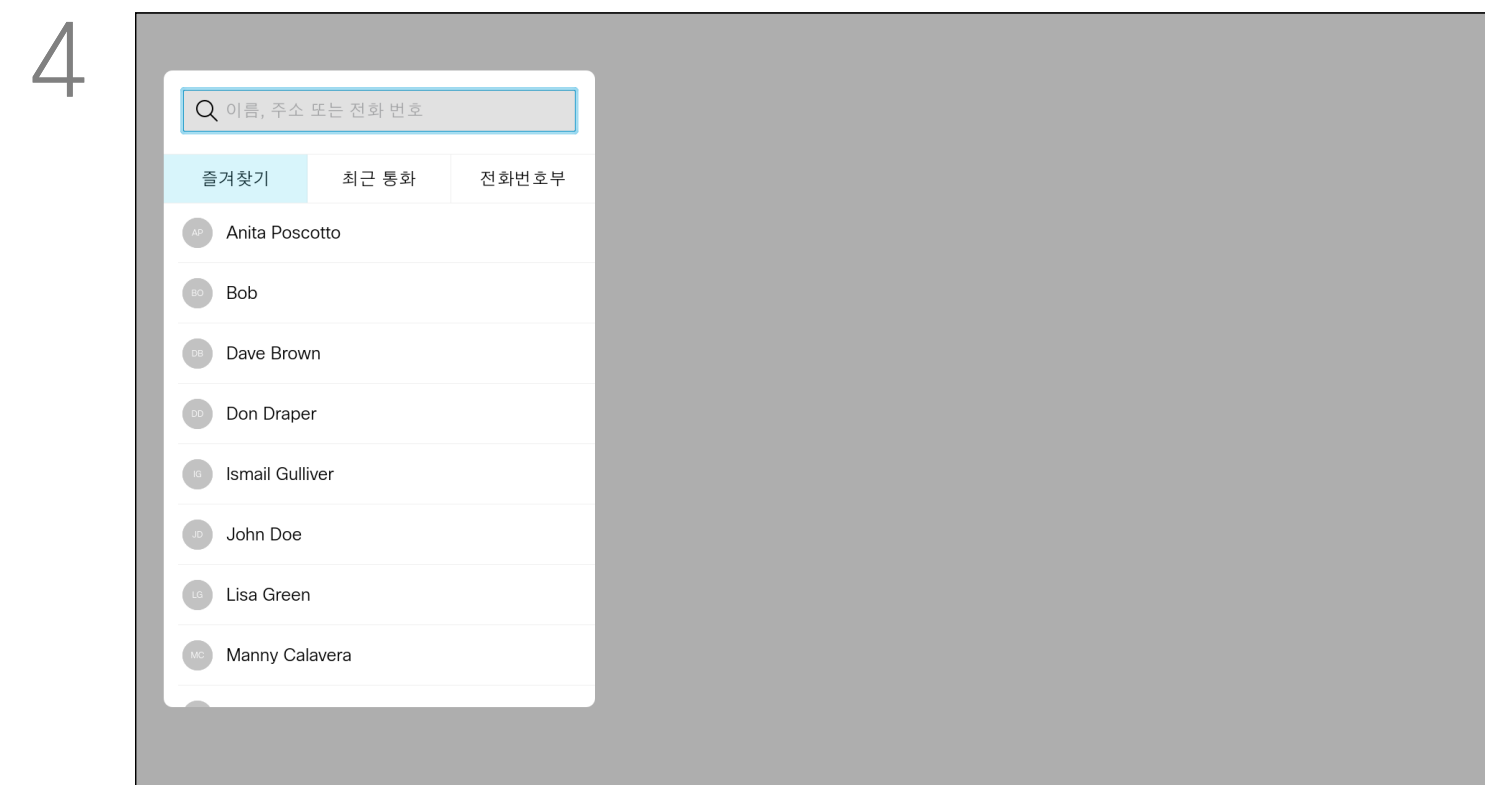 4
이름, 주소 또는 전화 번호
즐겨찾기 최근 통화 전화번호부
AP Anita Poscotto
BO Bob
DB Dave Brown
DD Don Draper
IG Ismail Gulliver
JD John Doe
LG Lisa Green
MC Manny Calavera